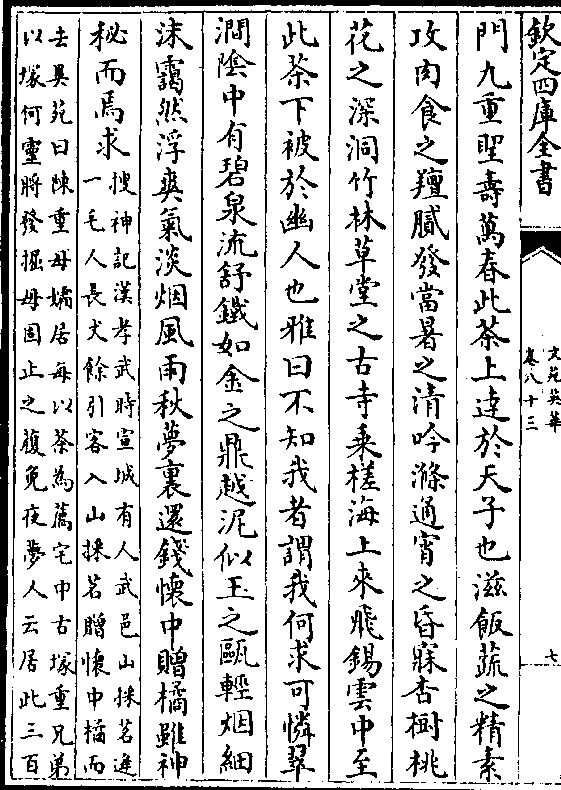 欽定四庫全書
文苑英華
卷八十三
七
門九重聖壽萬春此茶上達於天子也滋飯蔬之精素
攻肉食之羶膩發當暑之清吟滌通宵之昏寐杏樹桃
花之深洞竹林草堂之古寺乗槎海上來飛錫雲中至
此茶下被於幽人也雅曰不知我者謂我何求可憐翠
澗陰中有碧泉流舒鐵如金之鼎越泥似玉之甌輕烟細
沫靄然浮爽氣淡烟風雨秋夢裏還錢懷中贈橘雖神
秘而焉求
搜神記漢孝武時宣城有人武邑山採茗逢
一毛人長丈餘引客入山採茗贈懷中橘而
去異苑曰陳重母孀居每以茶為薦宅中古塚重兄弟
以塚何靈將發掘母固止之獲免夜夢人云居此三百